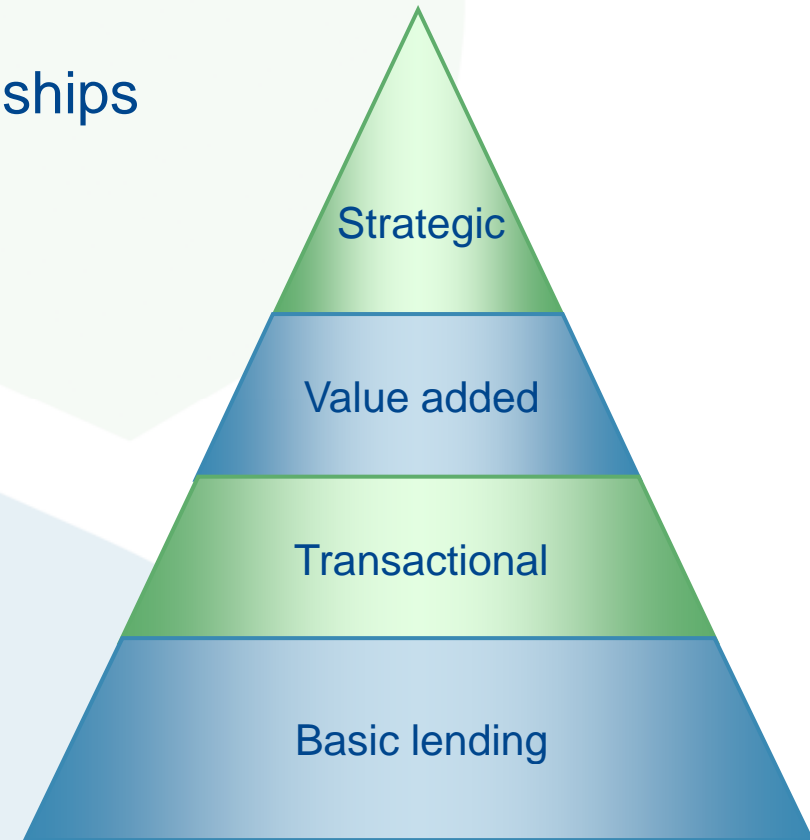 ships
Strategic
Value added
Transactional
Basic lending